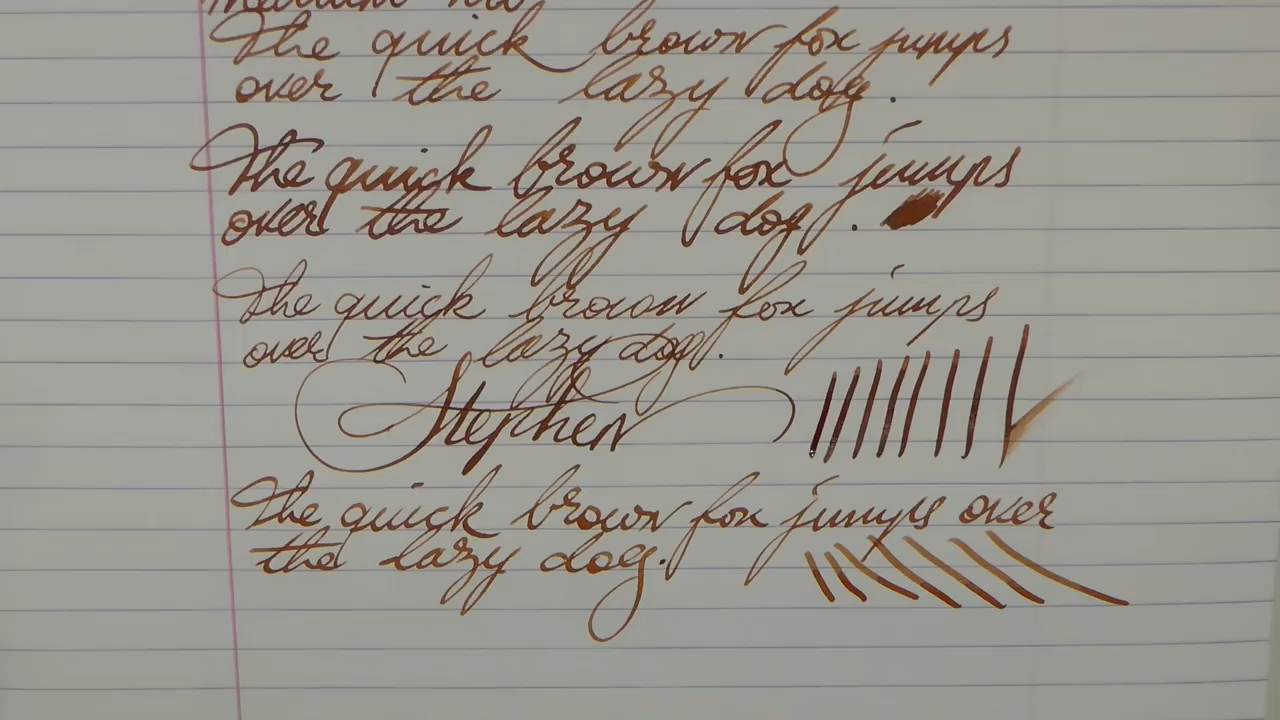 The quick brown fox jumps
over the lazy dog.
The quick brown fox jumps
over the lazy dog.
The quick brown fox jumps
over the lazy dog.
Stephen
The quick brown fox jumps over
the lazy dog.